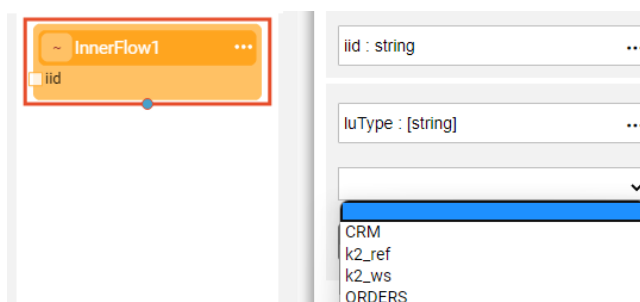 ~ InnerFlow1 ...
iid
iid : string ...
luType : [string] ...
CRM
k2_ref
k2_ws
ORDERS